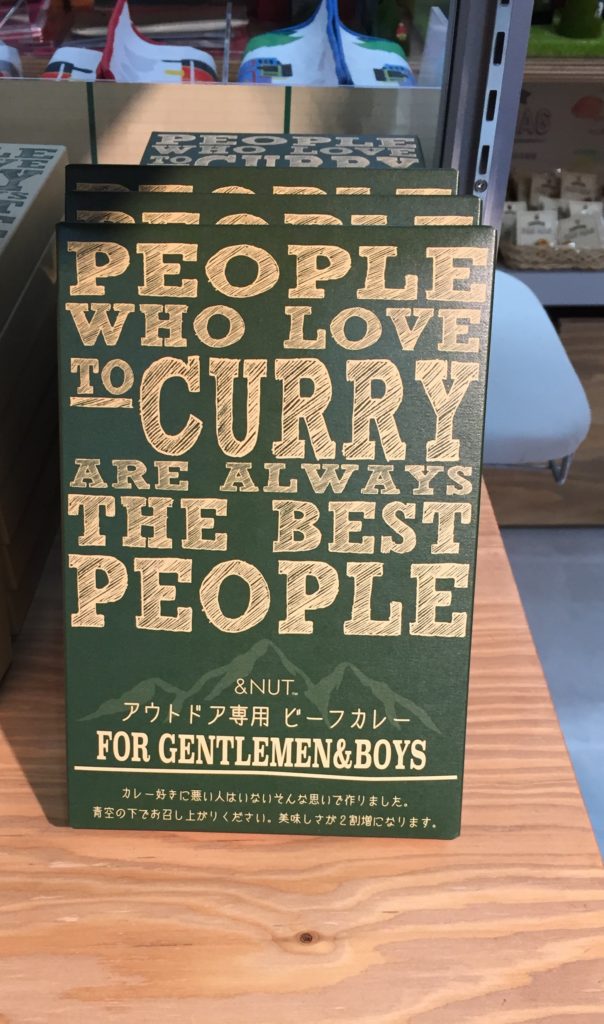 PEOPLE
WHO LOVE
TO CURRY
PEOPLE
PEOPLE
PEOPLE
WHO LOVE
TO CURRY
ARE ALWAYS
THE BEST
PEOPLE
&NUT™
アウトドア専用 ビーフカレー
FOR GENTLEMEN&BOYS
カレー好きに悪い人はいないそんな思いで作りました。
青空の下でお召し上がりください。美味しさが2割増になります。